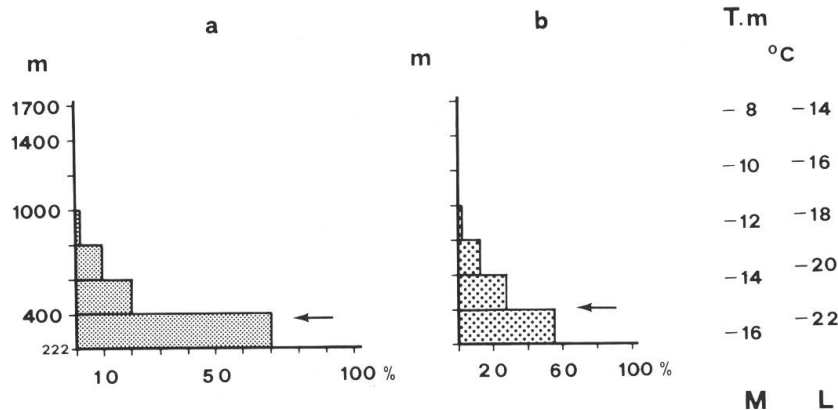 a
m
1700
1400
1000
400
222
10 50 100 %
b
m
20 60 100 %
T.m
°C
– 8 – 14
– 10 – 16
– 12 – 18
– 14 – 20
– 16 – 22
M L